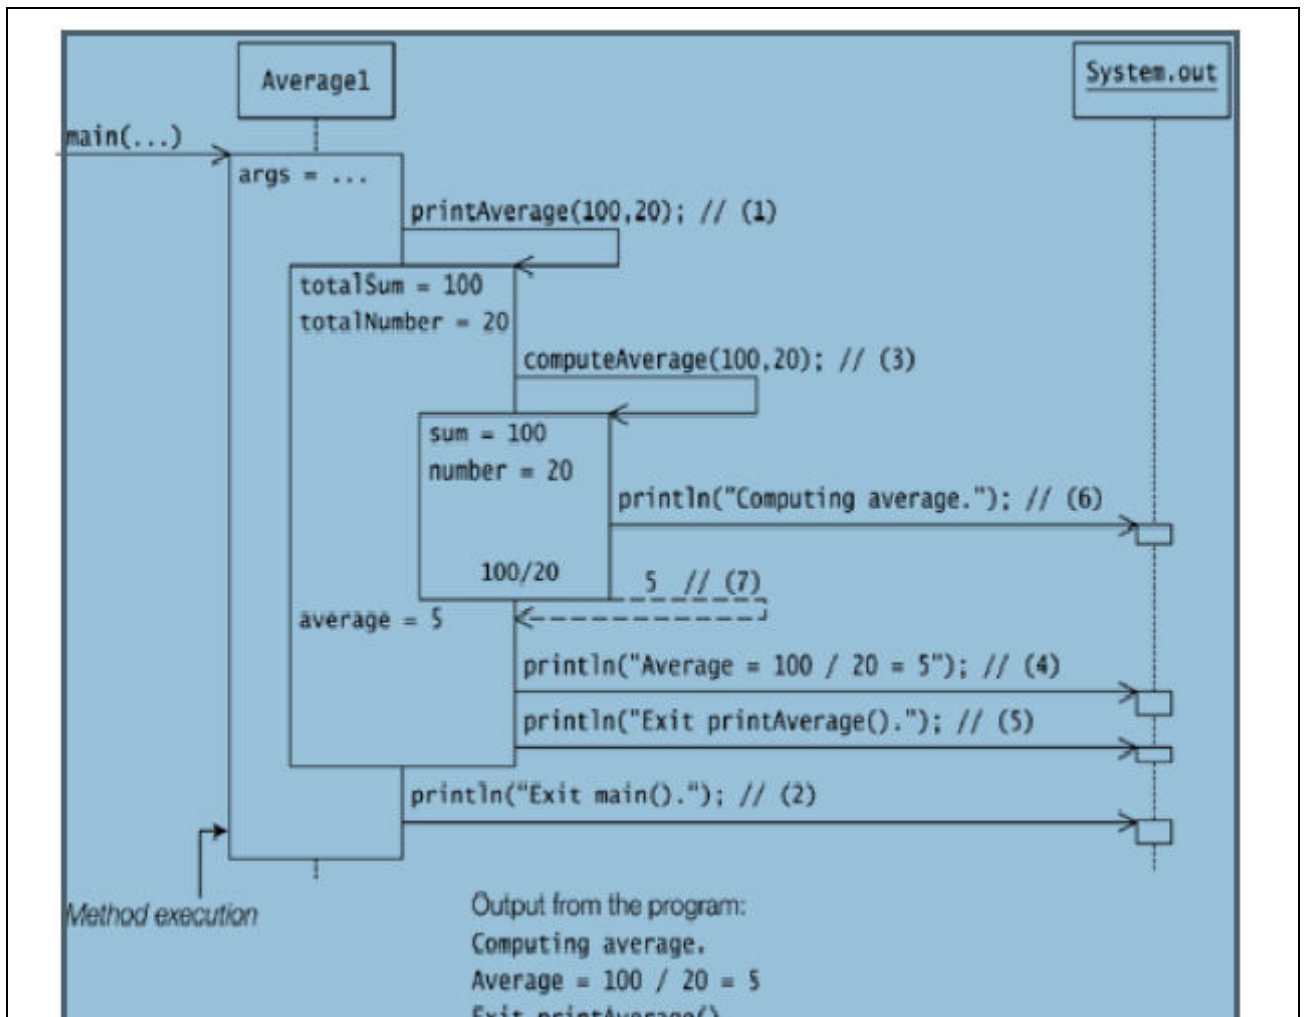 Average1
System.out
main(...)
args = ...
printAverage(100,20); // (1)
totalSum = 100
totalNumber = 20
computeAverage(100,20); // (3)
sum = 100
number = 20
println("Computing average."); // (6)
100/20
5 // (7)
average = 5
println("Average = 100 / 20 = 5"); // (4)
println("Exit printAverage()."); // (5)
println("Exit main()."); // (2)
Method execution
Output from the program:
Computing average.
Average = 100 / 20 = 5
Exit printAverage()